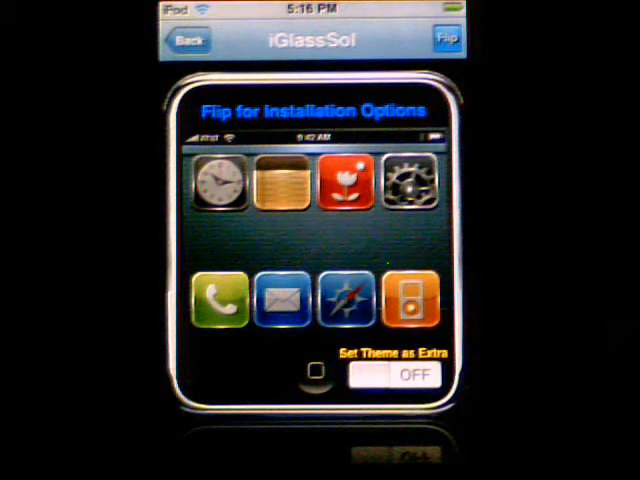 iPod 5:16 PM
Back iGlassSol Flip
Flip for Installation Options
AT&T 9:42 AM
Set Theme as Extra
OFF
OFF